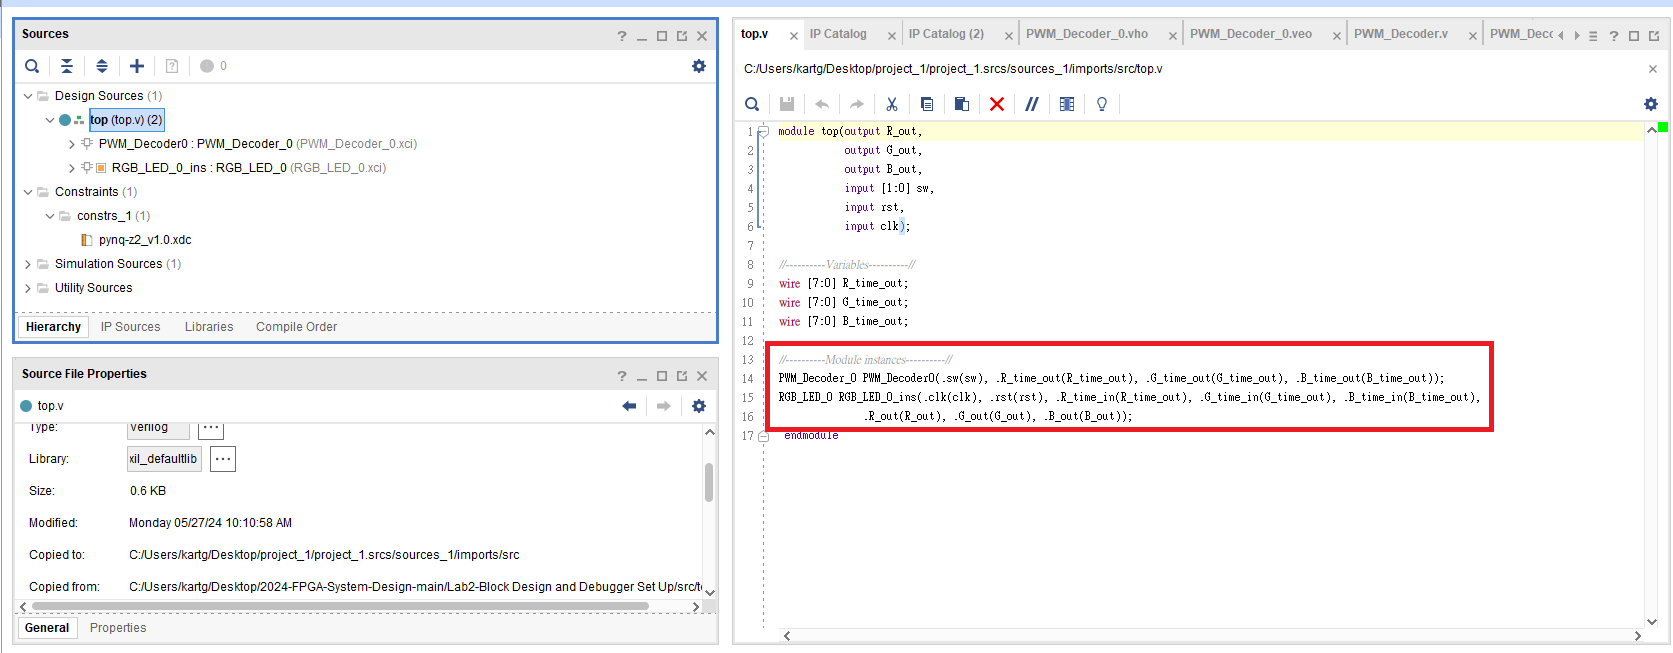 Sources
0
Design Sources (1)
top (top.v) (2)
PWM_Decoder0 : PWM_Decoder_0 (PWM_Decoder_0.xci)
RGB_LED_0_ins : RGB_LED_0 (RGB_LED_0.xci)
Constraints (1)
constrs_1 (1)
pynq-z2_v1.0.xdc
Simulation Sources (1)
Utility Sources
Hierarchy IP Sources Libraries Compile Order
Source File Properties
top.v
Type: Verilog ...
Library: xil_defaultlib ...
Size: 0.6 KB
Modified: Monday 05/27/24 10:10:58 AM
Copied to: C:/Users/kartg/Desktop/project_1/project_1.srcs/sources_1/imports/src
Copied from: C:/Users/kartg/Desktop/2024-FPGA-System-Design-main/Lab2-Block Design and Debugger Set Up/src/t
General Properties
top.v IP Catalog IP Catalog (2) PWM_Decoder_0.vho PWM_Decoder_0.veo PWM_Decoder.v PWM_Dec
C:/Users/kartg/Desktop/project_1/project_1.srcs/sources_1/imports/src/top.v
1 module top(output R_out,
2 output G_out,
3 output B_out,
4 input [1:0] sw,
5 input rst,
6 input clk);
7
8 //----------Variables----------//
9 wire [7:0] R_time_out;
10 wire [7:0] G_time_out;
11 wire [7:0] B_time_out;
12
13 //----------Module instances----------//
14 PWM_Decoder_0 PWM_Decoder0(.sw(sw), .R_time_out(R_time_out), .G_time_out(G_time_out), .B_time_out(B_time_out));
15 RGB_LED_0 RGB_LED_0_ins(.clk(clk), .rst(rst), .R_time_in(R_time_out), .G_time_in(G_time_out), .B_time_in(B_time_out),
16 .R_out(R_out), .G_out(G_out), .B_out(B_out));
17 endmodule